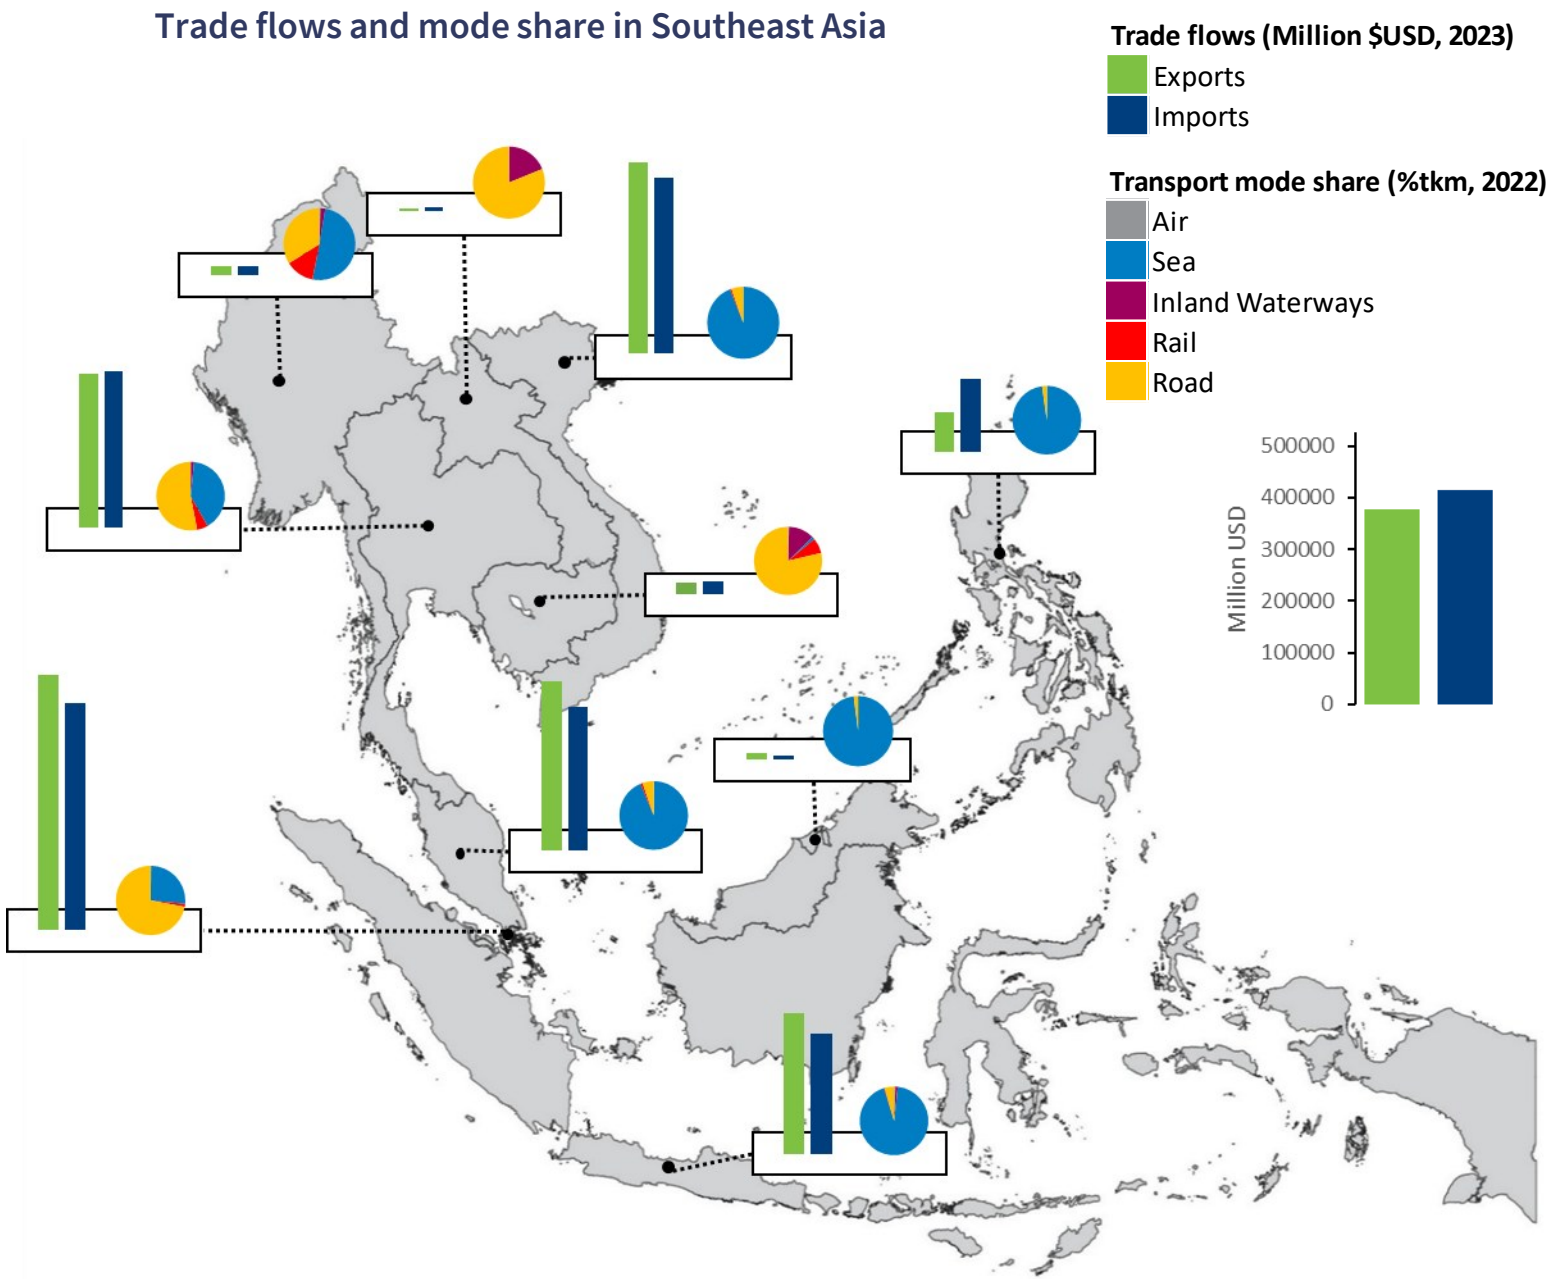 Trade flows and mode share in Southeast Asia
Trade flows (Million $USD, 2023)
Exports
Imports
Transport mode share (%tkm, 2022)
Air
Sea
Inland Waterways
Rail
Road
Million USD
500000
400000
300000
200000
100000
0